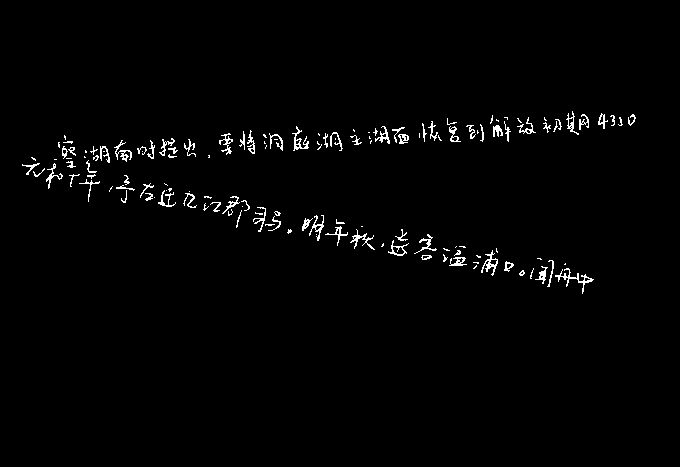 察湖南时提出，要将洞庭湖主湖面恢复到解放初期4350
元和十年，予左迁九江郡司马。明年秋，送客湓浦口。闻舟中